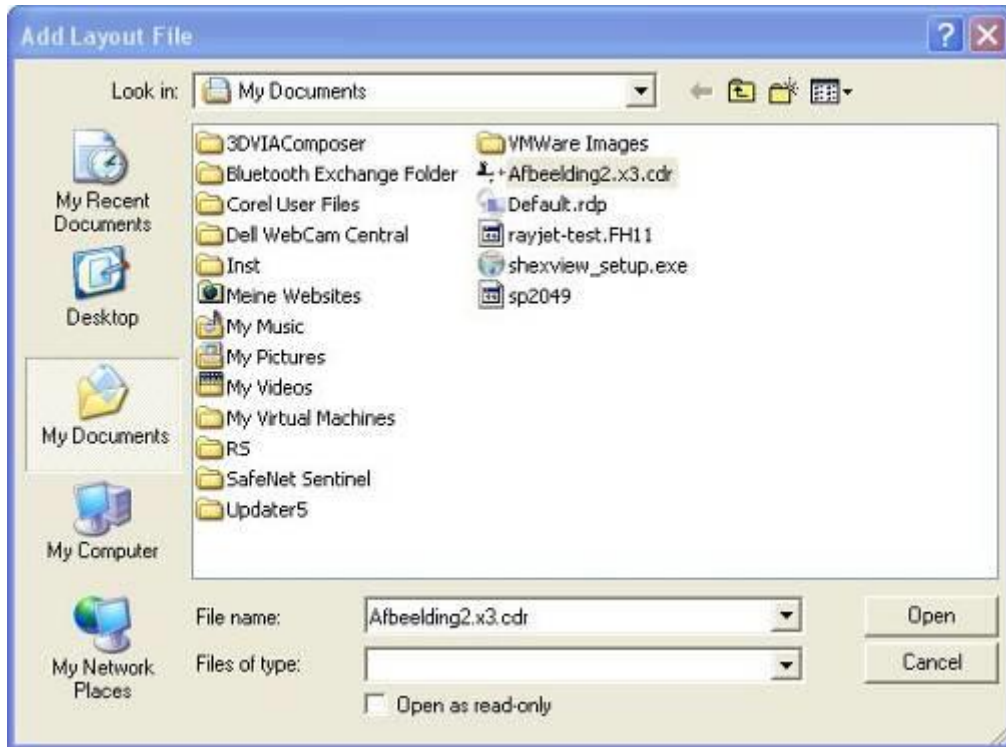 Add Layout File
Look in: My Documents
My Recent Documents
Desktop
My Documents
My Computer
My Network Places
3DVIAComposer
Bluetooth Exchange Folder
Corel User Files
Dell WebCam Central
Inst
Meine Websites
My Music
My Pictures
My Videos
My Virtual Machines
RS
SafeNet Sentinel
Updater5
VMWare Images
Afbeelding2.x3.cdr
Default.rdp
rayjet-test.FH11
shexview_setup.exe
sp2049
File name: Afbeelding2.x3.cdr
Open
Files of type:
Cancel
Open as read-only